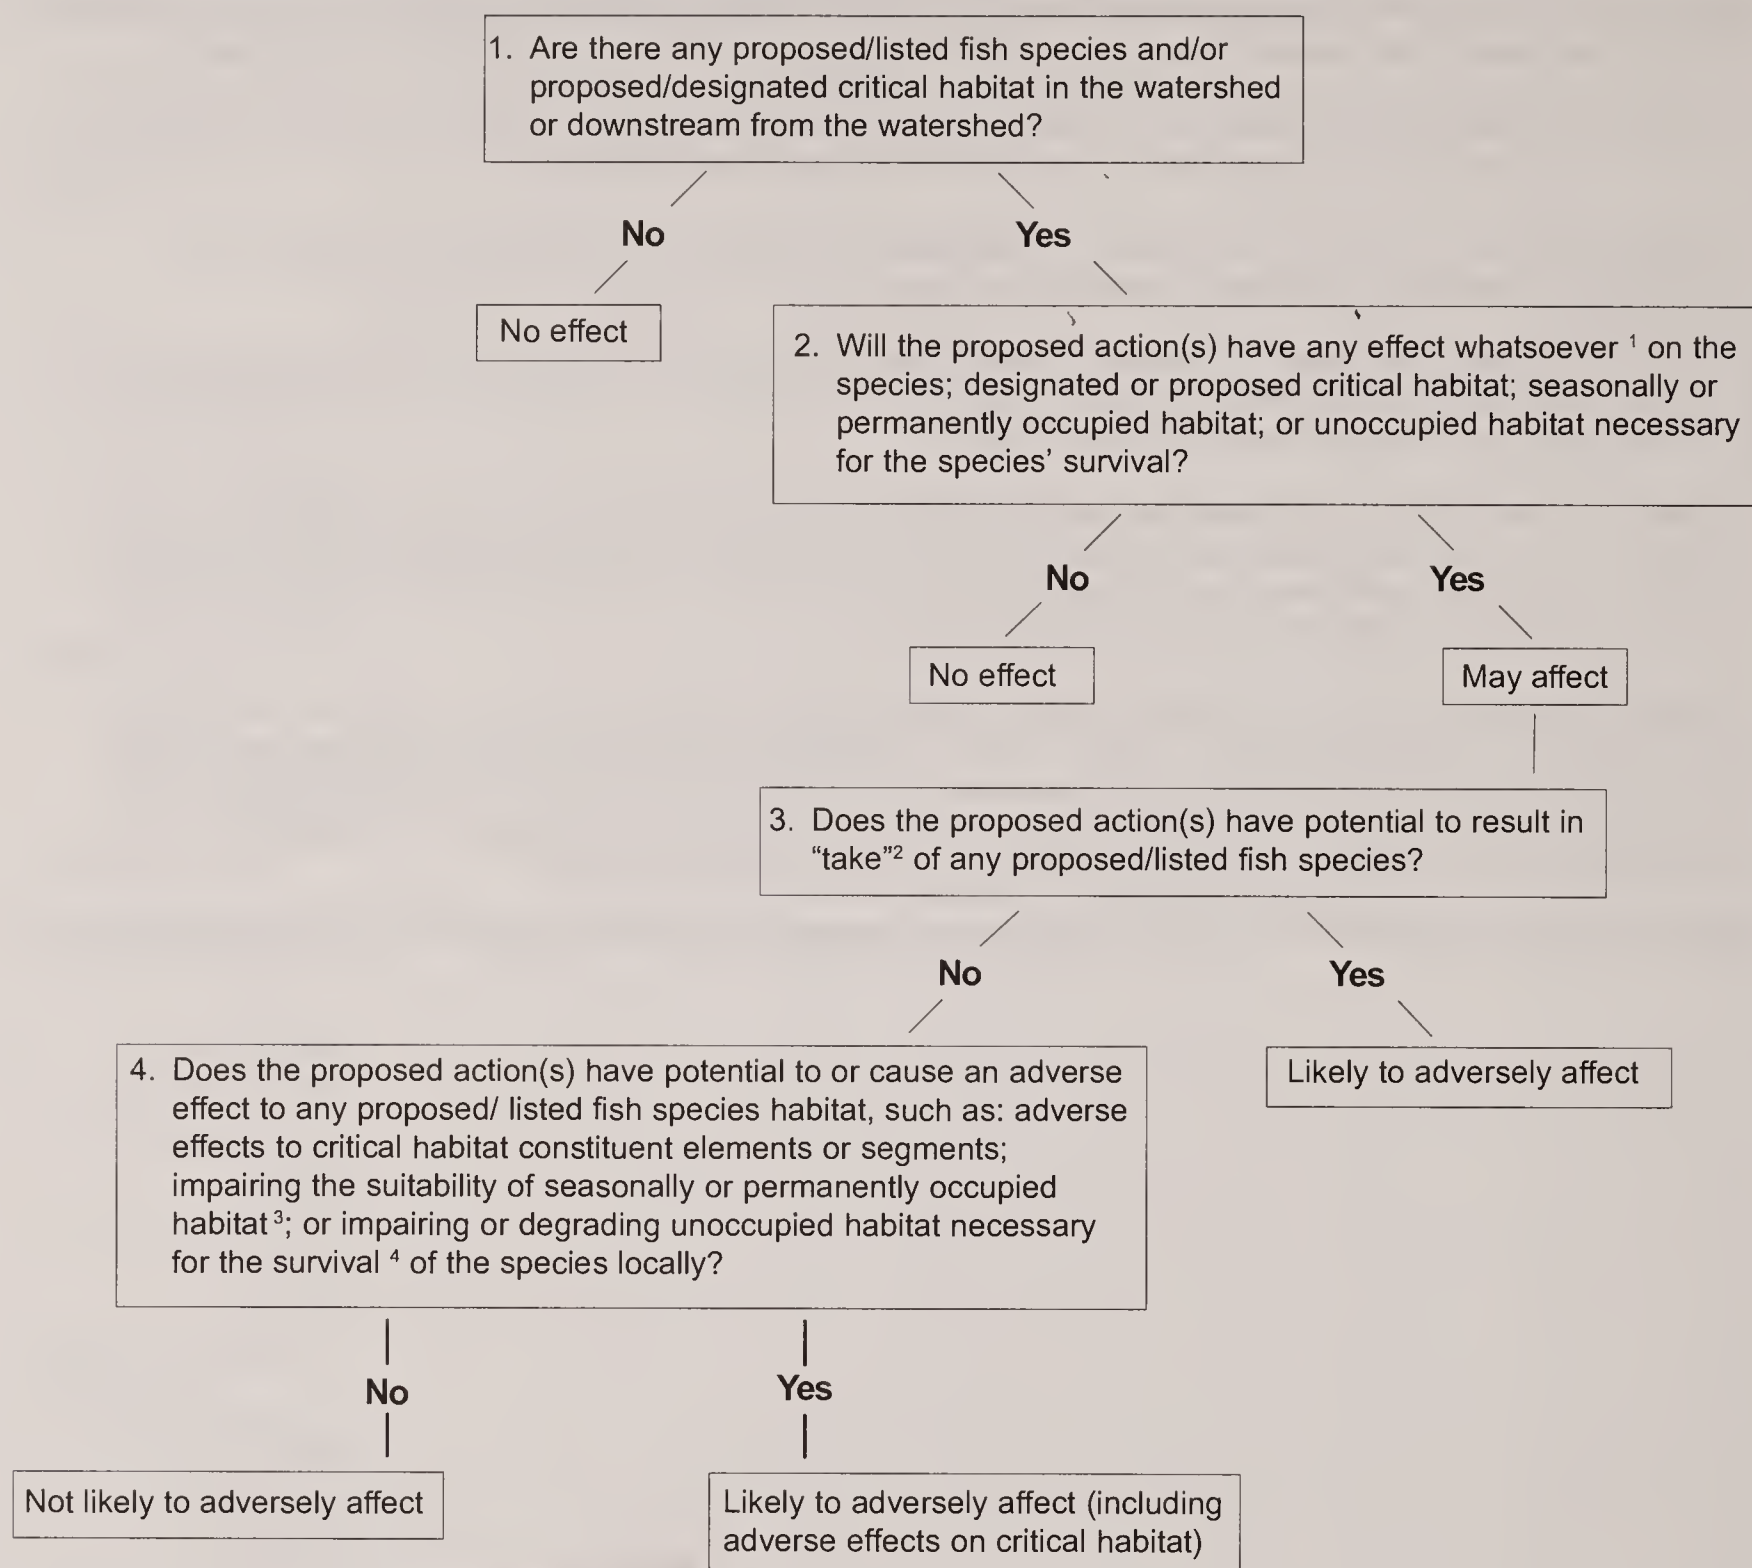 1. Are there any proposed/listed fish species and/or
proposed/designated critical habitat in the watershed
or downstream from the watershed?
No
Yes
No effect
2. Will the proposed action(s) have any effect whatsoever ¹ on the
species; designated or proposed critical habitat; seasonally or
permanently occupied habitat; or unoccupied habitat necessary
for the species’ survival?
No
Yes
No effect
May affect
3. Does the proposed action(s) have potential to result in
“take”² of any proposed/listed fish species?
No
Yes
4. Does the proposed action(s) have potential to or cause an adverse
effect to any proposed/ listed fish species habitat, such as: adverse
effects to critical habitat constituent elements or segments;
impairing the suitability of seasonally or permanently occupied
habitat ³; or impairing or degrading unoccupied habitat necessary
for the survival ⁴ of the species locally?
Likely to adversely affect
No
Yes
Not likely to adversely affect
Likely to adversely affect (including
adverse effects on critical habitat)